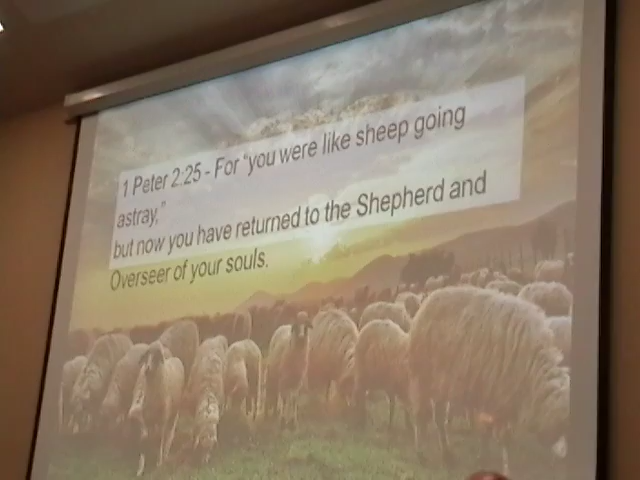 1 Peter 2:25 - For “you were like sheep going
astray,”
but now you have returned to the Shepherd and
Overseer of your souls.